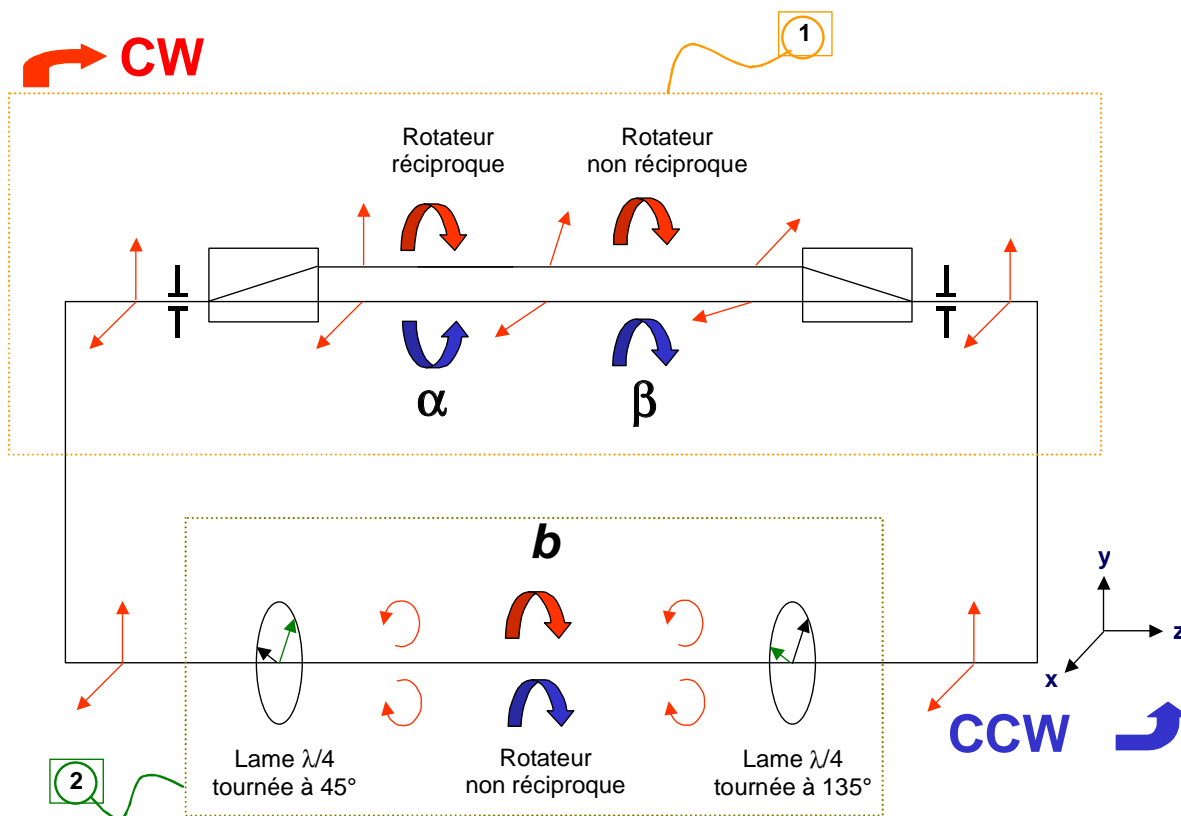 1
CW
Rotateur
réciproque
Rotateur
non réciproque
α
β
b
y
z
x
CCW
Lame λ/4
tournée à 45°
Rotateur
non réciproque
Lame λ/4
tournée à 135°
2